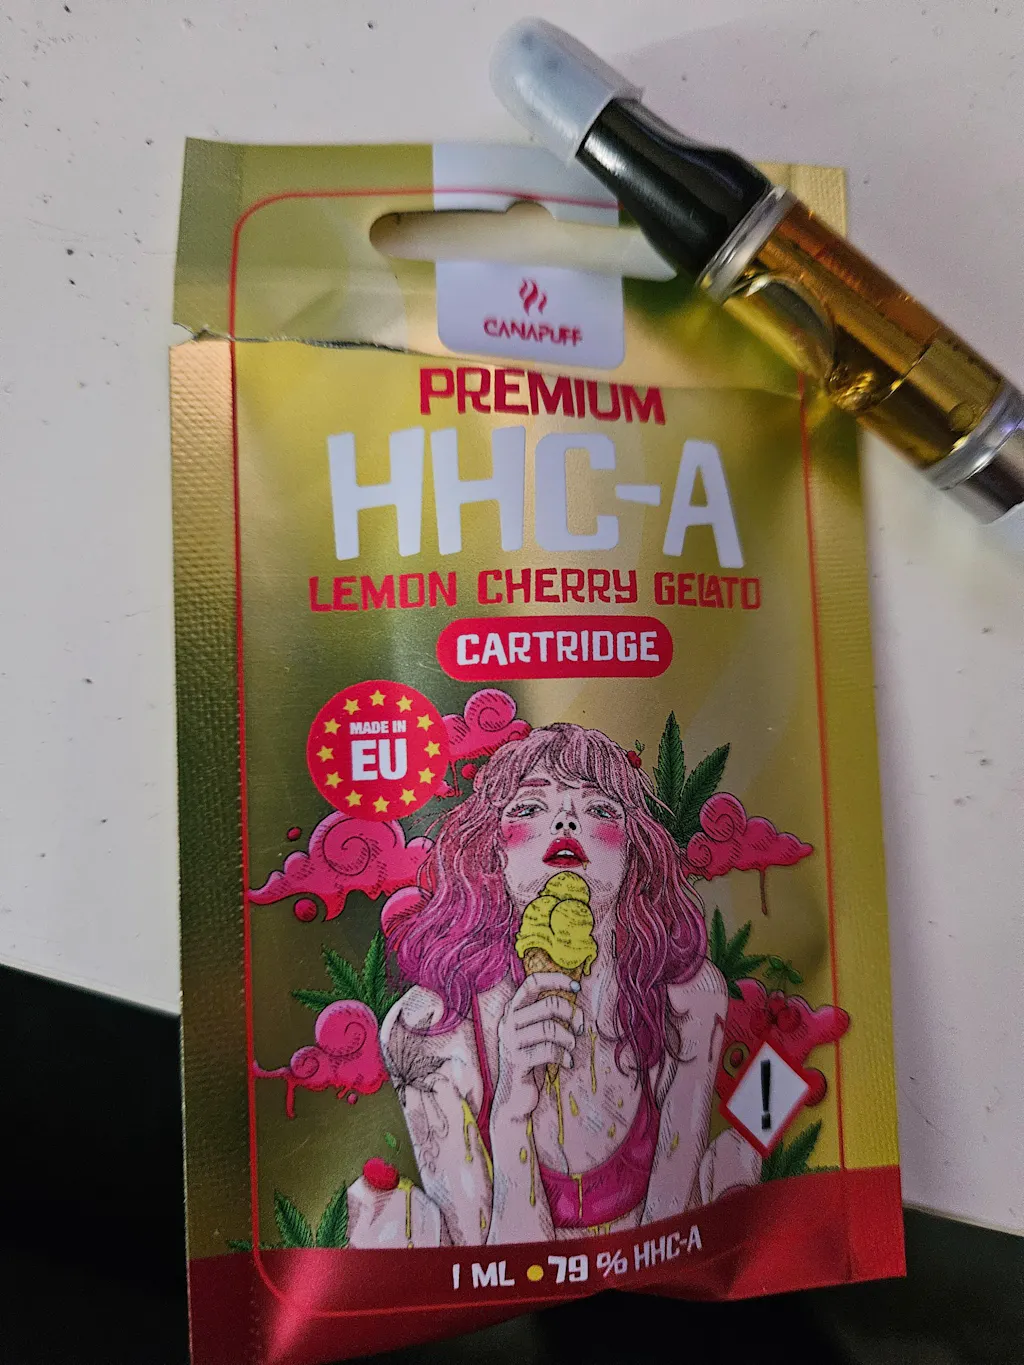 CANAPUFF
PREMIUM
HHC-A
LEMON CHERRY GELATO
CARTRIDGE
MADE IN
EU
!
1 ML • 79 % HHC-A